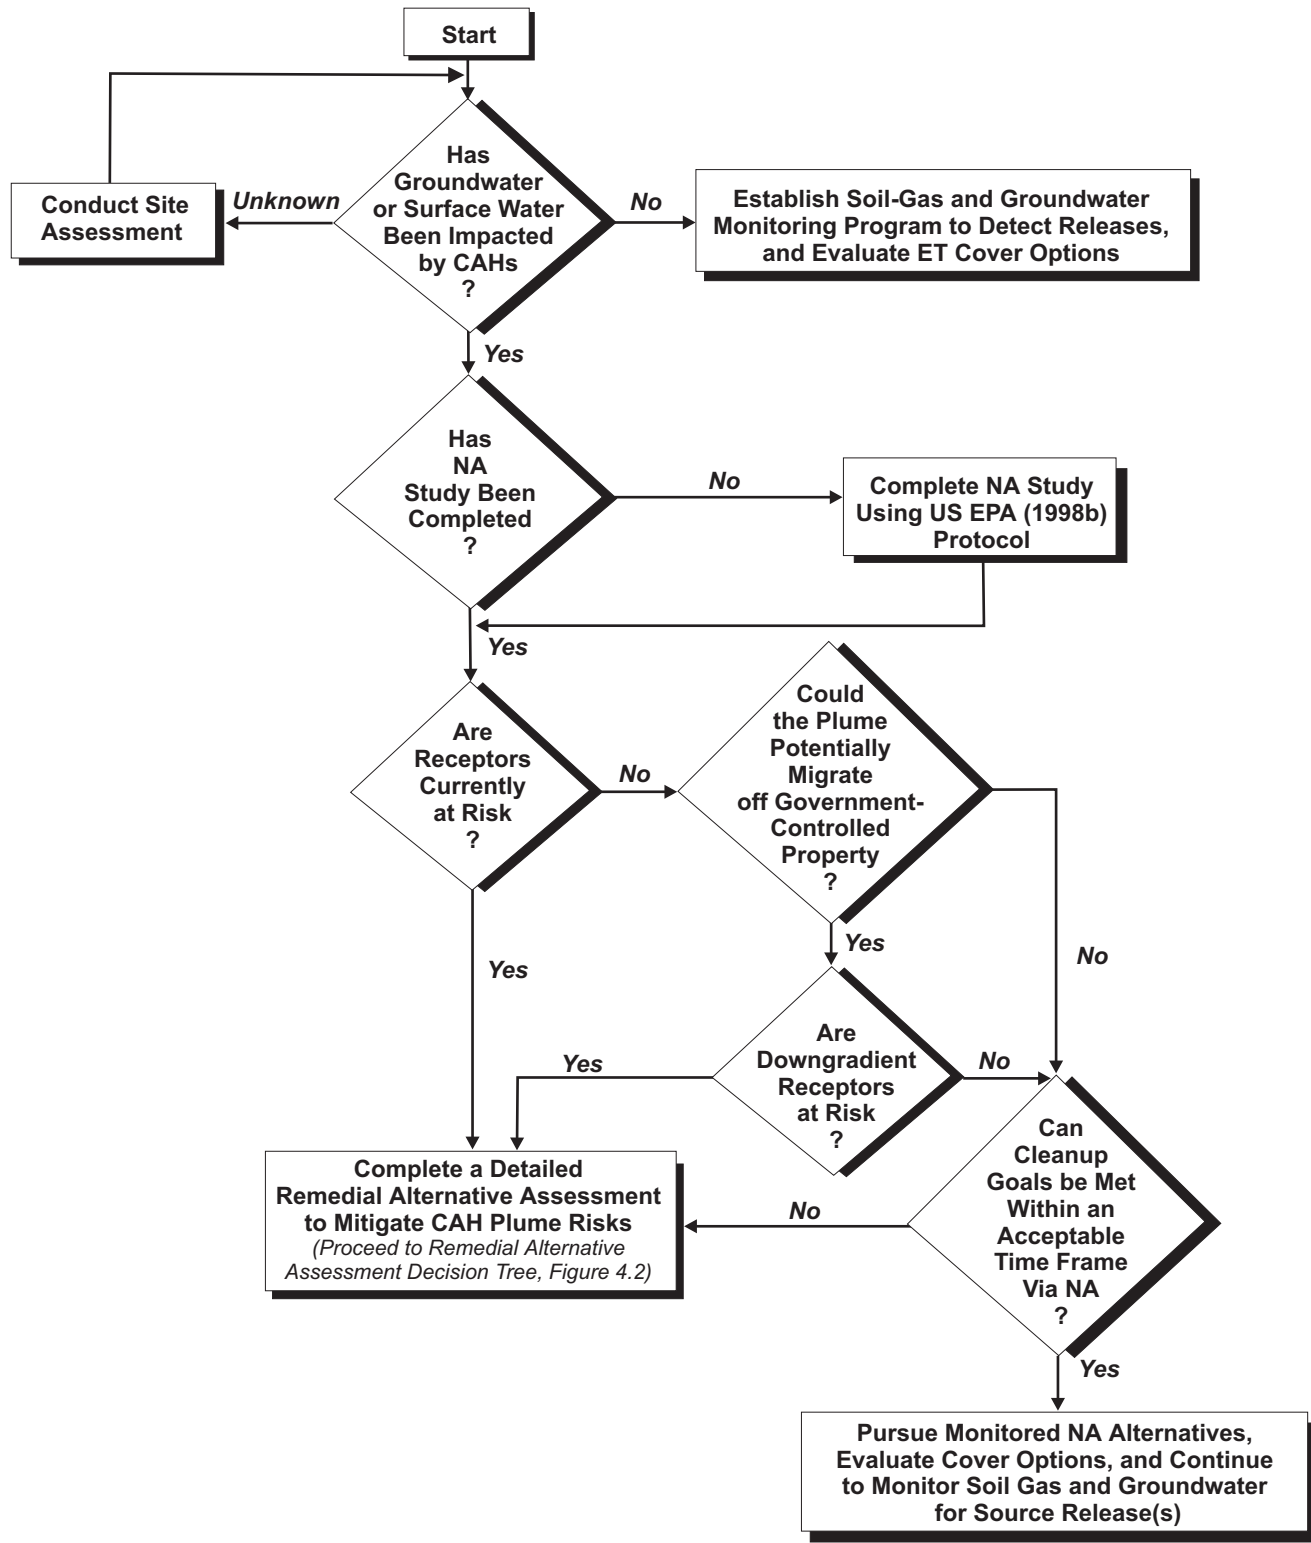 Start
Has
Groundwater
or Surface Water
Been Impacted
by CAHs
?
Unknown
Conduct Site
Assessment
No
Establish Soil-Gas and Groundwater
Monitoring Program to Detect Releases,
and Evaluate ET Cover Options
Yes
Has
NA
Study Been
Completed
?
No
Complete NA Study
Using US EPA (1998b)
Protocol
Yes
Are
Receptors
Currently
at Risk
?
No
Could
the Plume
Potentially
Migrate
off Government-
Controlled
Property
?
Yes
No
Yes
Are
Downgradient
Receptors
at Risk
?
Yes
No
Can
Cleanup
Goals be Met
Within an
Acceptable
Time Frame
Via NA
?
No
Complete a Detailed
Remedial Alternative Assessment
to Mitigate CAH Plume Risks
(Proceed to Remedial Alternative
Assessment Decision Tree, Figure 4.2)
Yes
Pursue Monitored NA Alternatives,
Evaluate Cover Options, and Continue
to Monitor Soil Gas and Groundwater
for Source Release(s)